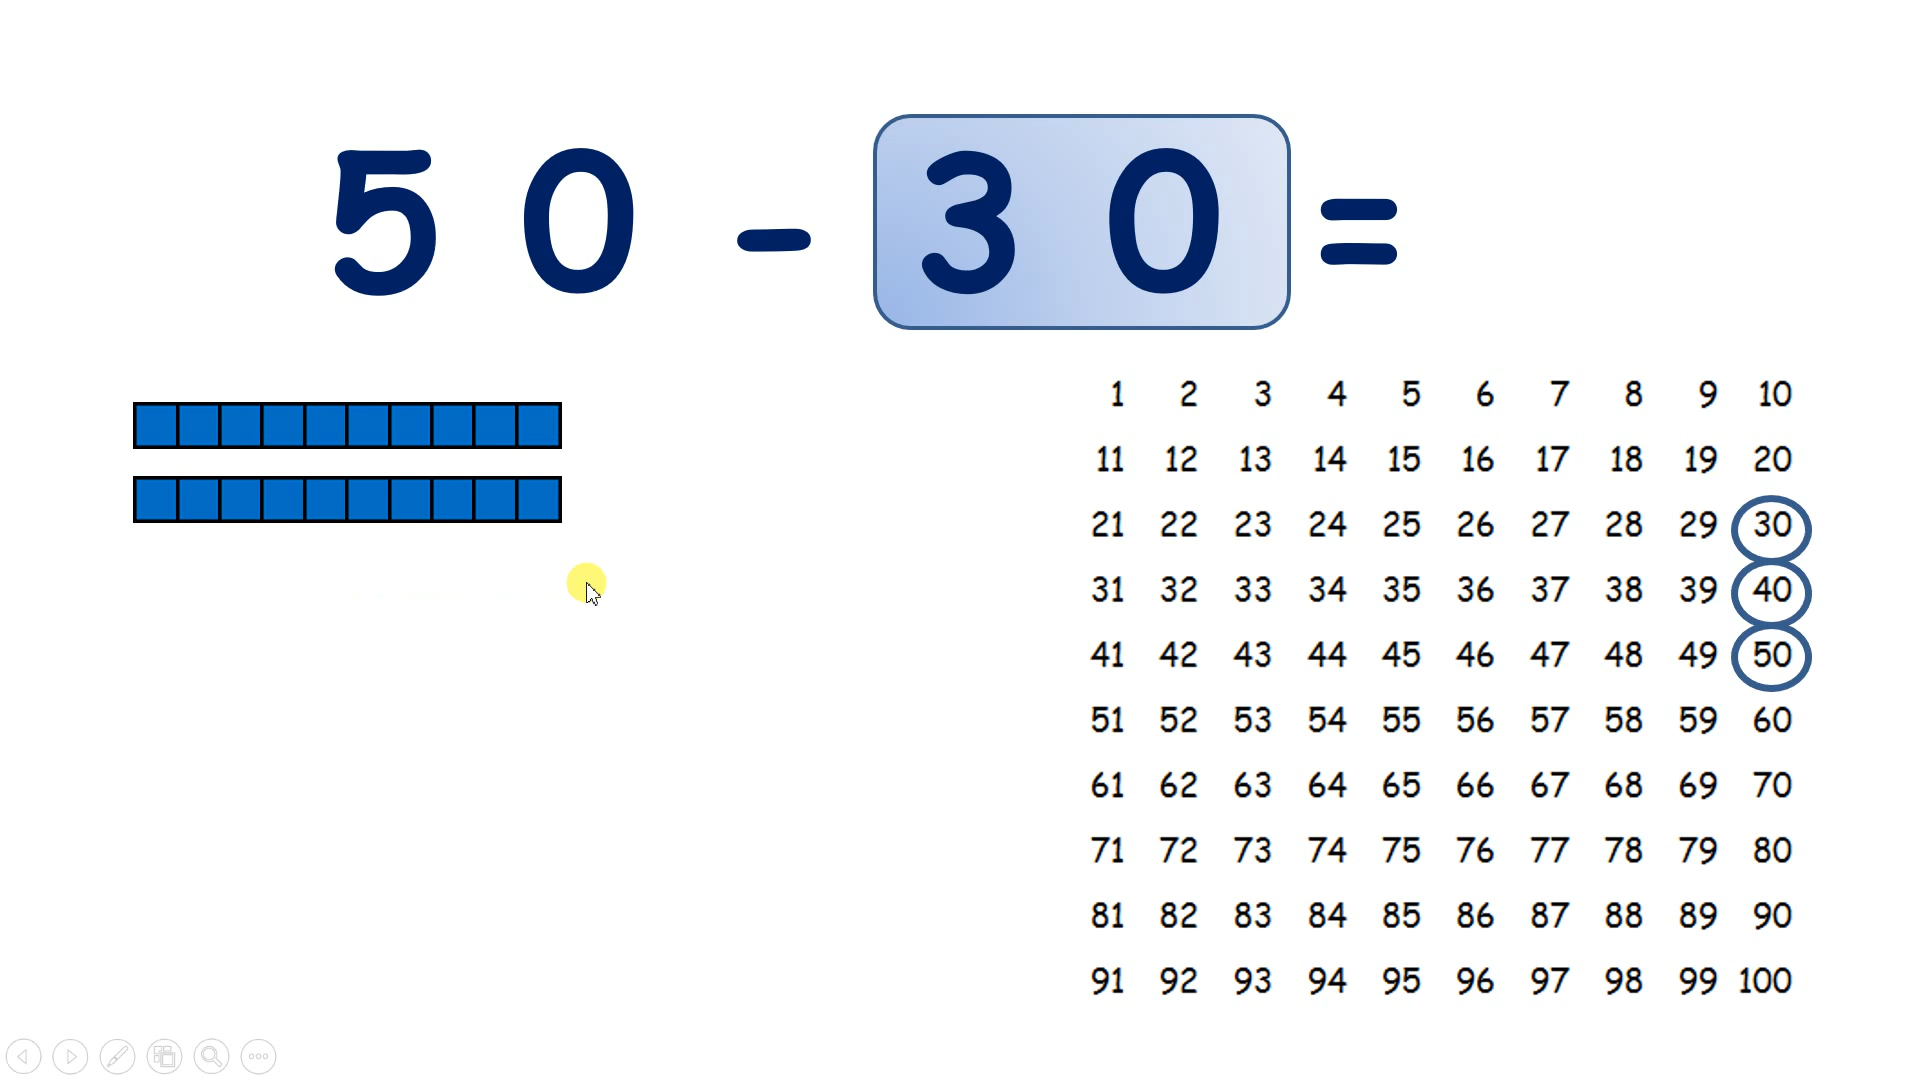 5 0 - 3 0 =
1 2 3 4 5 6 7 8 9 10
11 12 13 14 15 16 17 18 19 20
21 22 23 24 25 26 27 28 29 30
31 32 33 34 35 36 37 38 39 40
41 42 43 44 45 46 47 48 49 50
51 52 53 54 55 56 57 58 59 60
61 62 63 64 65 66 67 68 69 70
71 72 73 74 75 76 77 78 79 80
81 82 83 84 85 86 87 88 89 90
91 92 93 94 95 96 97 98 99 100